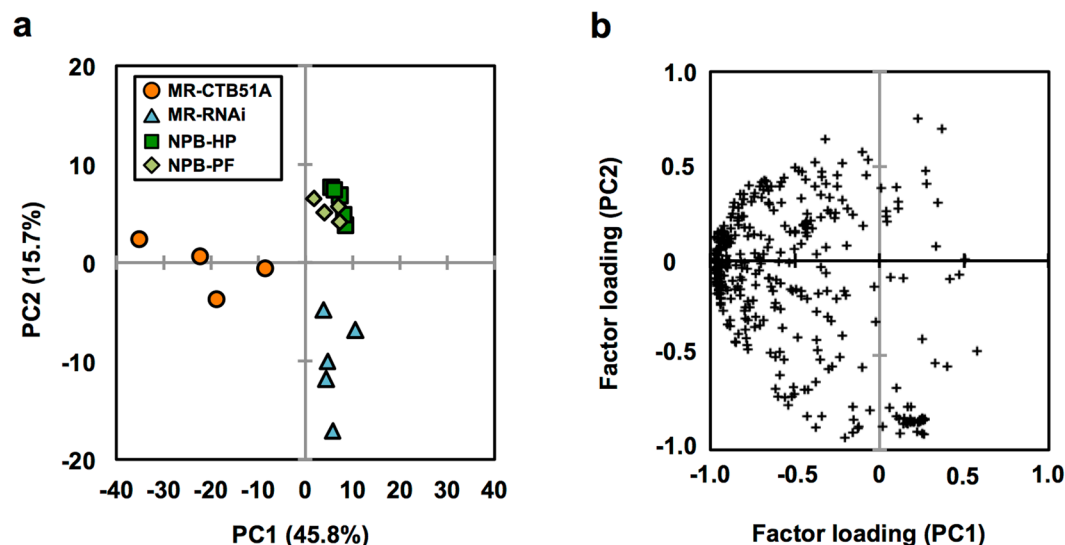 a
20
10
0
-10
-20
-40 -30 -20 -10 0 10 20 30 40
PC2 (15.7%)
PC1 (45.8%)
MR-CTB51A
MR-RNAi
NPB-HP
NPB-PF
b
1.0
0.5
0
-0.5
-1.0
-1.0 -0.5 0 0.5 1.0
Factor loading (PC2)
Factor loading (PC1)